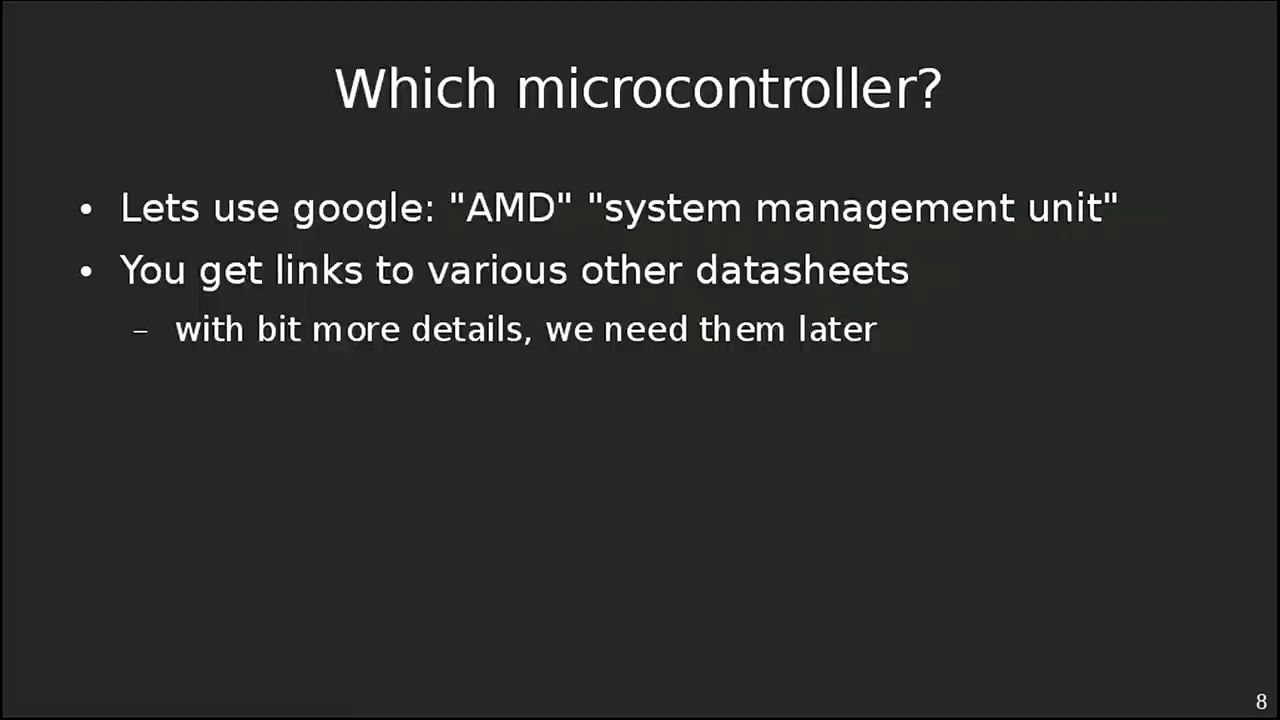 Which microcontroller?
• Lets use google: "AMD" "system management unit"
• You get links to various other datasheets
– with bit more details, we need them later
8